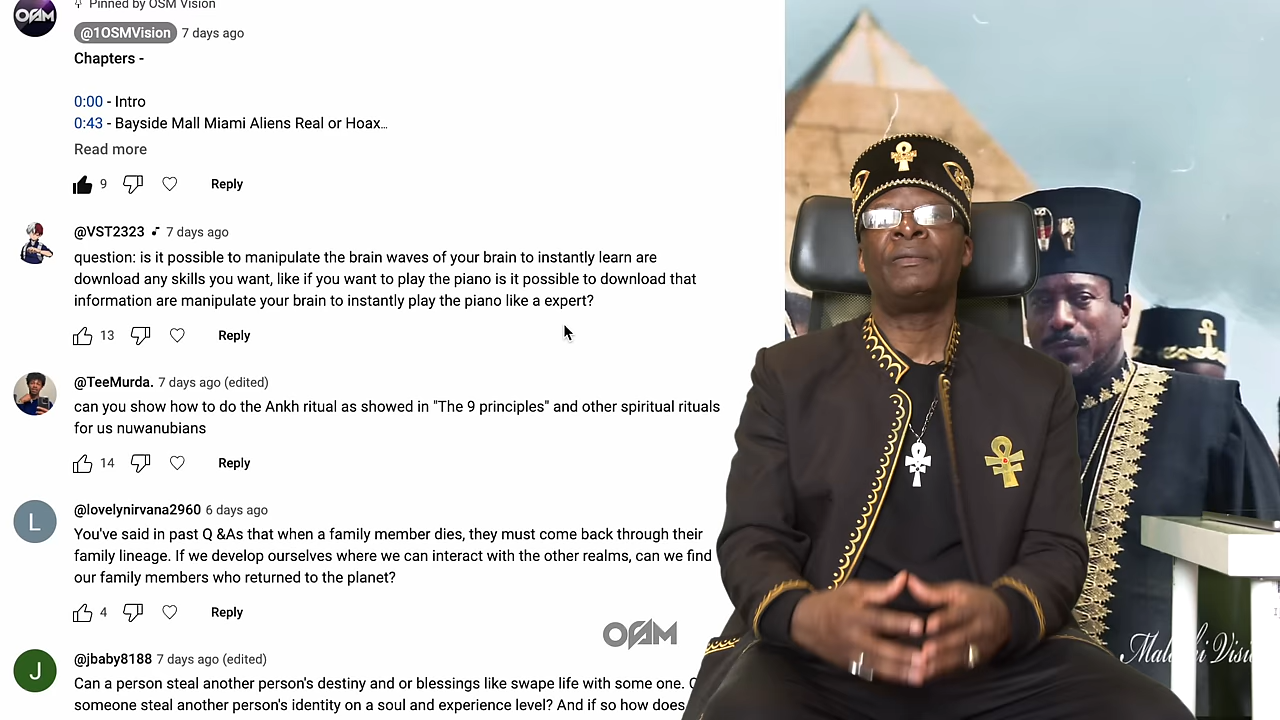 OSM
Pinned by OSM Vision
@1OSMVision 7 days ago
Chapters -
0:00 - Intro
0:43 - Bayside Mall Miami Aliens Real or Hoax…
Read more
9 Reply
@VST2323 7 days ago
question: is it possible to manipulate the brain waves of your brain to instantly learn are
download any skills you want, like if you want to play the piano is it possible to download that
information are manipulate your brain to instantly play the piano like a expert?
13 Reply
@TeeMurda. 7 days ago (edited)
can you show how to do the Ankh ritual as showed in "The 9 principles" and other spiritual rituals
for us nuwanubians
14 Reply
L
@lovelynirvana2960 6 days ago
You've said in past Q &As that when a family member dies, they must come back through their
family lineage. If we develop ourselves where we can interact with the other realms, can we find
our family members who returned to the planet?
4 Reply
OSM
J
@jbaby8188 7 days ago (edited)
Can a person steal another person's destiny and or blessings like swape life with some one.
someone steal another person's identity on a soul and experience level? And if so how does